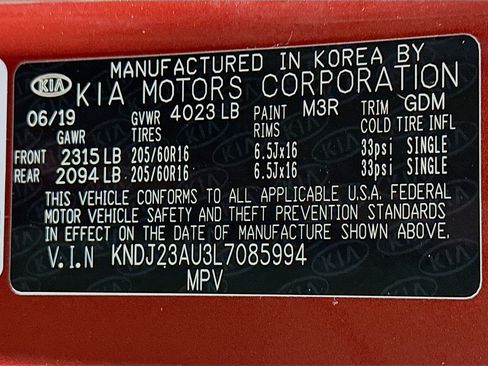 MANUFACTURED IN KOREA BY
KIA KIA MOTORS CORPORATION
06/19 GVWR 4023 LB PAINT M3R TRIM GDM
GAWR TIRES RIMS COLD TIRE INFL
FRONT 2315 LB 205/60R16 6.5Jx16 33psi SINGLE
REAR 2094 LB 205/60R16 6.5Jx16 33psi SINGLE
THIS VEHICLE CONFORMS TO ALL APPLICABLE U.S.A. FEDERAL
MOTOR VEHICLE SAFETY AND THEFT PREVENTION STANDARDS
IN EFFECT ON THE DATE OF MANUFACTURE SHOWN ABOVE.
V.I.N KNDJ23AU3L7085994
MPV